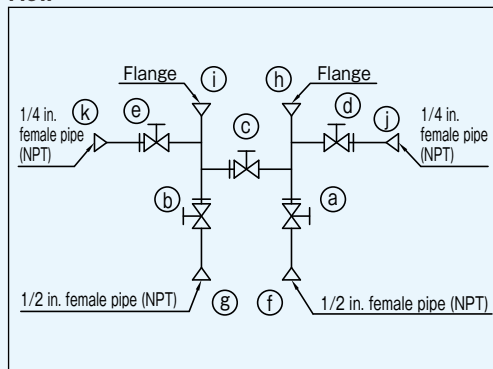 Flange
i
h
Flange
1/4 in.
female pipe
(NPT)
k
e
c
d
j
1/4 in.
female pipe
(NPT)
b
a
1/2 in. female pipe (NPT)
g
f
1/2 in. female pipe (NPT)